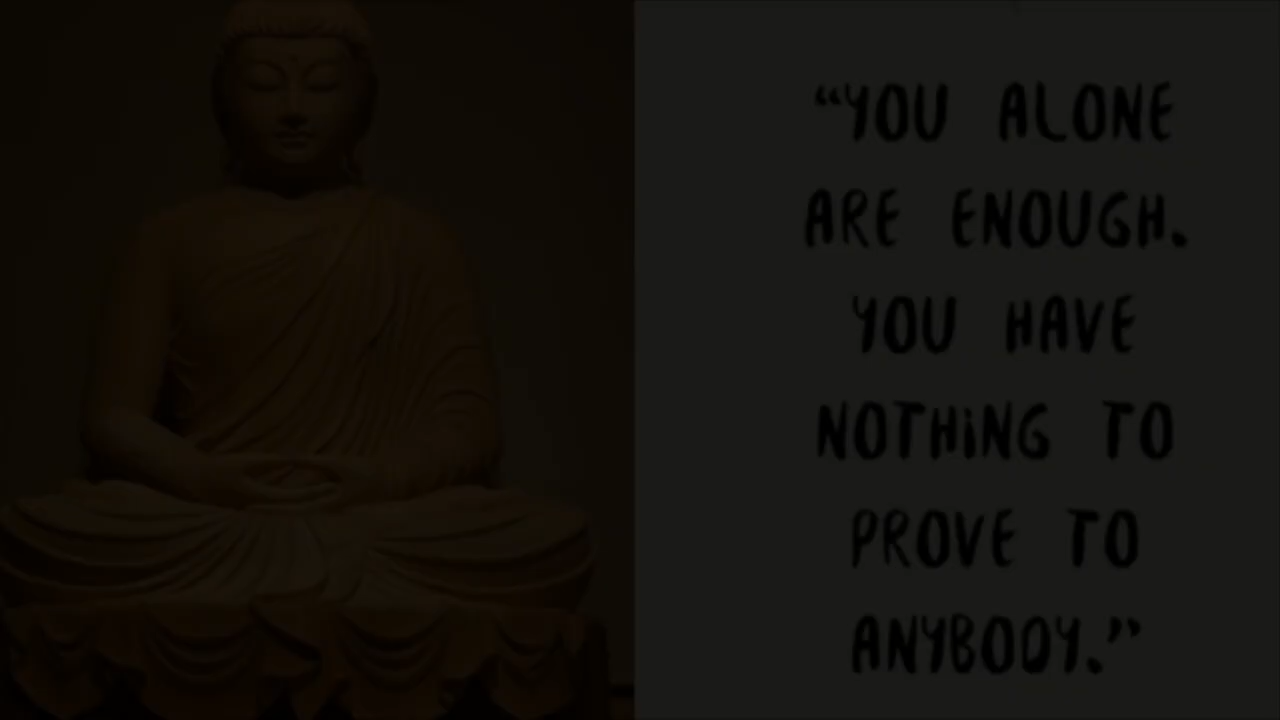 “YOU ALONE
ARE ENOUGH.
YOU HAVE
NOTHING TO
PROVE TO
ANYBODY.”